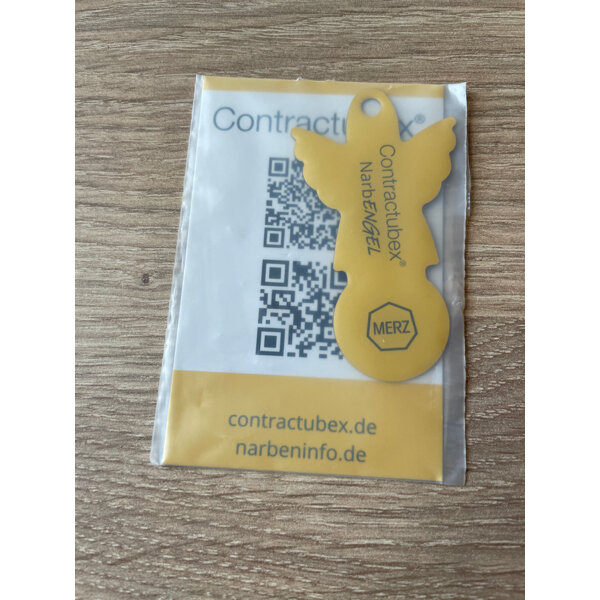 Contractubex®
Contractubex®
NarbENGEL
MERZ
contractubex.de
narbeninfo.de